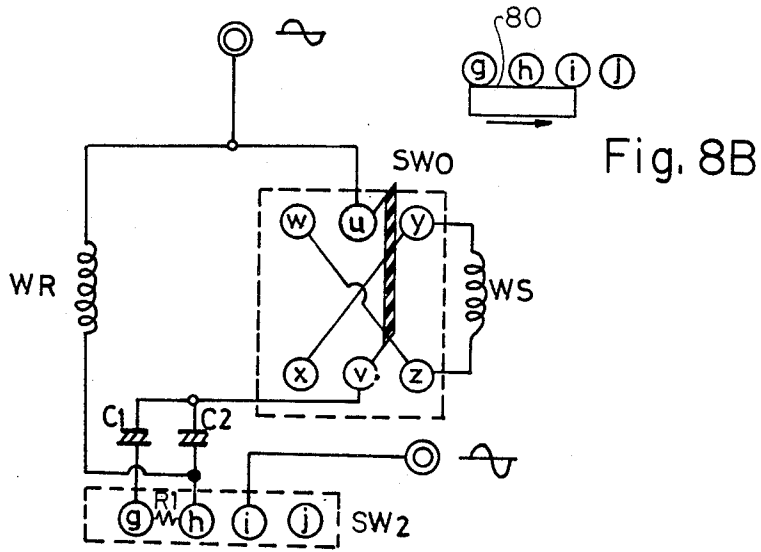 80
g h i j
Fig. 8B
SWO
w u y
WR
WS
x v z
C1 C2
g R1 h i j SW2